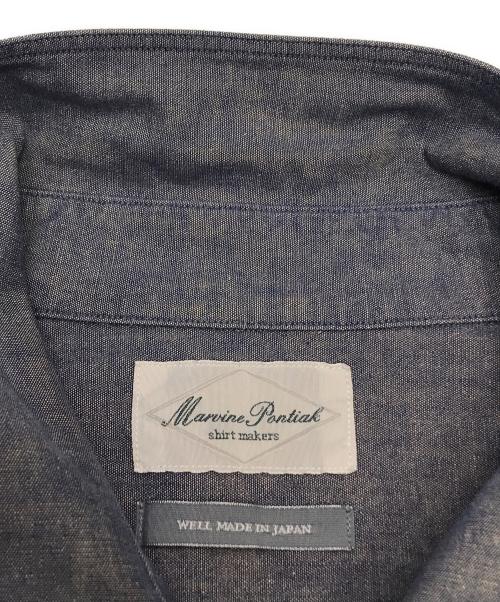 Marvine Pontiak
shirt makers
WELL MADE IN JAPAN